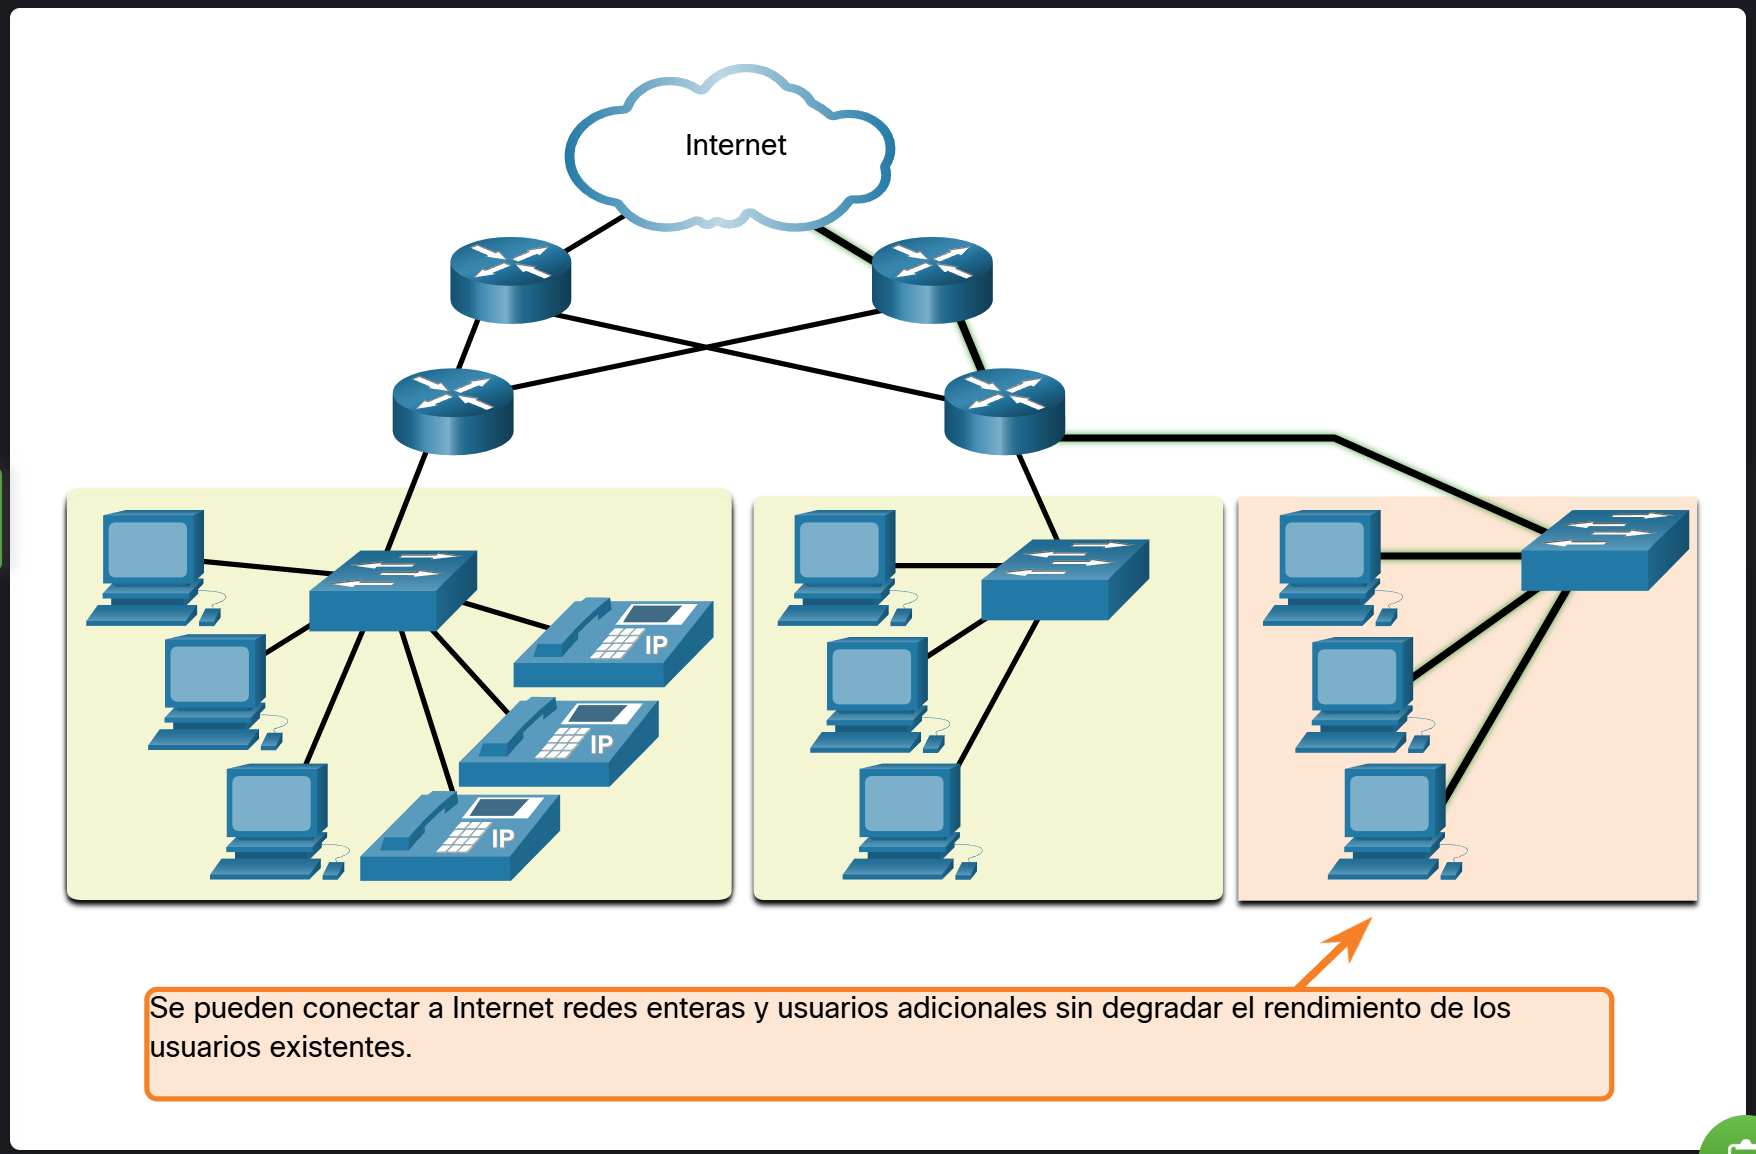 Internet
IP
IP
IP
Se pueden conectar a Internet redes enteras y usuarios adicionales sin degradar el rendimiento de los
usuarios existentes.